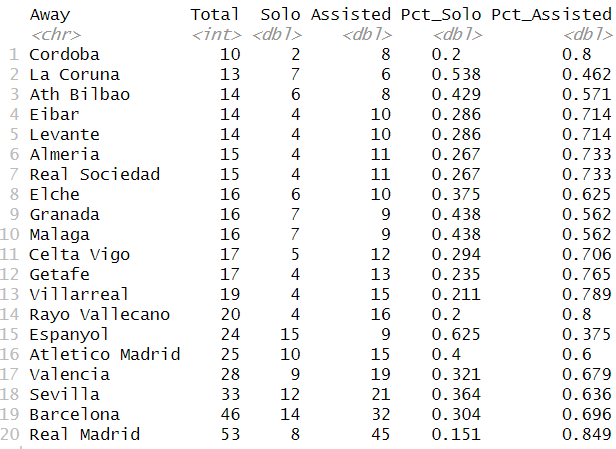 Away Total Solo Assisted Pct_Solo Pct_Assisted
<chr> <int> <dbl> <dbl> <dbl> <dbl>
1 Cordoba 10 2 8 0.2 0.8
2 La Coruna 13 7 6 0.538 0.462
3 Ath Bilbao 14 6 8 0.429 0.571
4 Eibar 14 4 10 0.286 0.714
5 Levante 14 4 10 0.286 0.714
6 Almeria 15 4 11 0.267 0.733
7 Real Sociedad 15 4 11 0.267 0.733
8 Elche 16 6 10 0.375 0.625
9 Granada 16 7 9 0.438 0.562
10 Malaga 16 7 9 0.438 0.562
11 Celta Vigo 17 5 12 0.294 0.706
12 Getafe 17 4 13 0.235 0.765
13 Villarreal 19 4 15 0.211 0.789
14 Rayo Vallecano 20 4 16 0.2 0.8
15 Espanyol 24 15 9 0.625 0.375
16 Atletico Madrid 25 10 15 0.4 0.6
17 Valencia 28 9 19 0.321 0.679
18 Sevilla 33 12 21 0.364 0.636
19 Barcelona 46 14 32 0.304 0.696
20 Real Madrid 53 8 45 0.151 0.849